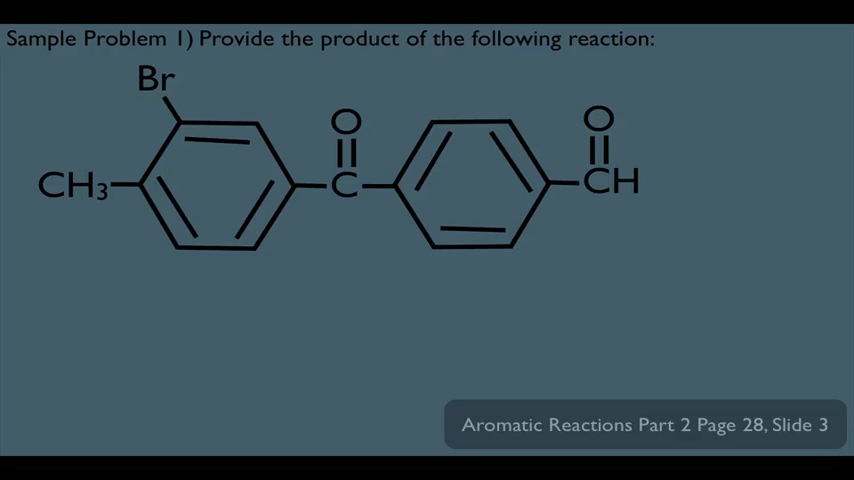 Sample Problem 1) Provide the product of the following reaction:
Br
O
O
CH₃
C
CH
Aromatic Reactions Part 2 Page 28, Slide 3